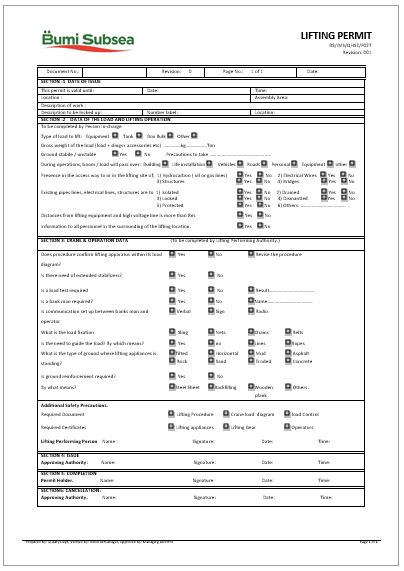 Bumi Subsea
LIFTING PERMIT
Revision: 001
Document No.: Revision: 0 Page No.: 1 of 1 Date:
SECTION -1 DATE OF ISSUE
This permit is valid until: Date: Time:
Location : Assembly Area:
Description of work :
Description to be locked up: Number label: Location:
SECTION -2 DATA OF THE LOAD AND LIFTING OPERATION
To be completed by Person in-charge
Type of load to lift: Equipment Tank Iron Bulk Other
Gross weight of the load (load + slings+ accessories etc) ...........kg.............Ton
Ground stable / unstable Yes No Precautions to take ...............................
During operations, boom / load will pass over: Building Life installation Vehicles Roads Personal Equipment other
Presence in the access way to or in the lifting site of: 1) Hydrocarbon ( oil or gas lines) Yes No 2) Electrical Wires Yes No
3) Structures Yes No 4) Bridges Yes No
Existing pipes lines, electrical lines, structures are to 1) Isolated Yes No 2) Drained Yes No
3) Locked Yes No 4) Dismantled Yes No
5) Protected Yes No 6) Others: ....................
Distances from lifting equipment and high voltage line is more than. Yes No
Information to all personnel in the surrounding of the lifting location. Yes No
SECTION 3: CRANE & OPERATION DATA (To be completed by Lifting Performing Authority.)
Does procedure confirm lifting apparatus within its load Yes No Revise the procedure
diagram?
Is there need of extended stabilizers? Yes No
Is a load test required Yes No Result....................
Is a bank man required? Yes No Name....................
Is communication set up between banks man and Verbal Sign Radio
operator
What is the load fixation Sling Nets Chains Belts
Is the need to guide the load? By which means? Yes no Lines Ropes
What is the type of ground where lifting appliances is Tilted Horizontal Mud Asphalt
standing? Rock Sand Eroded Concrete
Is ground reinforcement required? Yes No
By what means? Steel Sheet Backfilling Wooden Others .
plank
Additional Safety Precautions.
Required Document Lifting Procedure Crane load diagram load Control
Required Certificates Lifting appliances Lifting Gear Operators
Lifting Performing Person Name : Signature: Date: Time:
SECTION 4: ISSUE
Approving Authority: Name: Signature: Date: Time:
SECTION 5: COMPLETION
Permit Holder. Name: Signature: Date: Time:
SECTION6: CANCELLATION:
Approving Authority. Name: Signature: Date: Time: